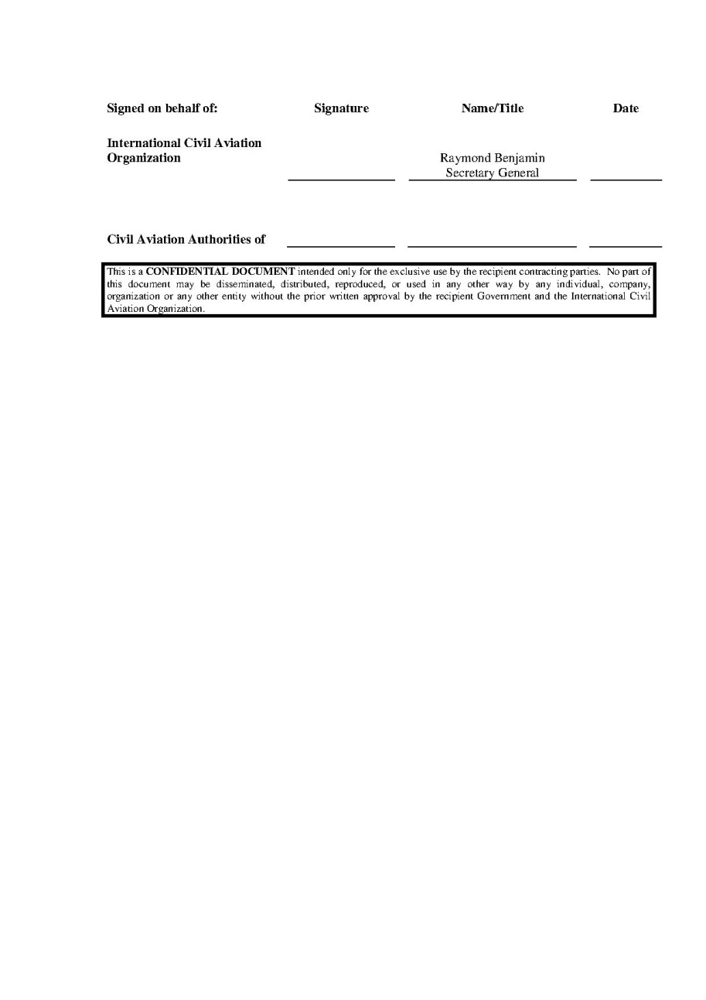 Signed on behalf of: Signature Name/Title Date
International Civil Aviation
Organization Raymond Benjamin
Secretary General
Civil Aviation Authorities of
This is a CONFIDENTIAL DOCUMENT intended only for the exclusive use by the recipient contracting parties. No part of
this document may be disseminated, distributed, reproduced, or used in any other way by any individual, company,
organization or any other entity without the prior written approval by the recipient Government and the International Civil
Aviation Organization.